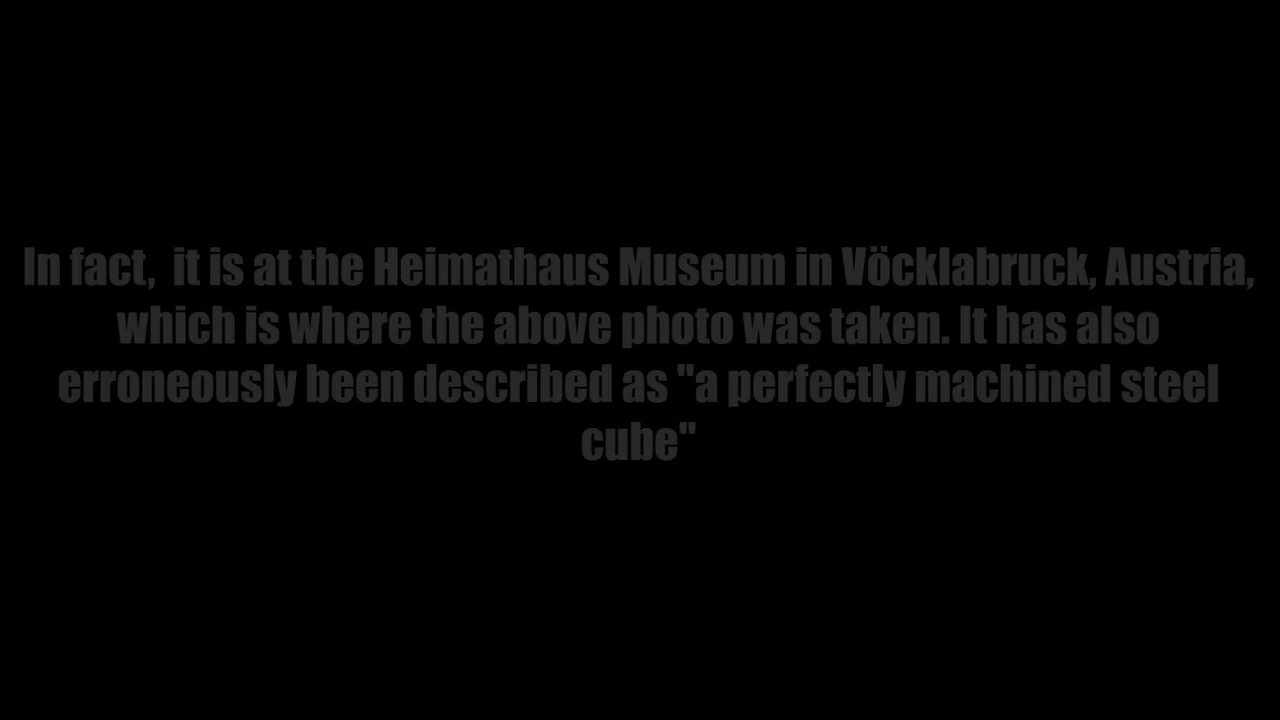 In fact,  it is at the Heimathaus Museum in Vöcklabruck, Austria,
which is where the above photo was taken. It has also
erroneously been described as "a perfectly machined steel
cube"